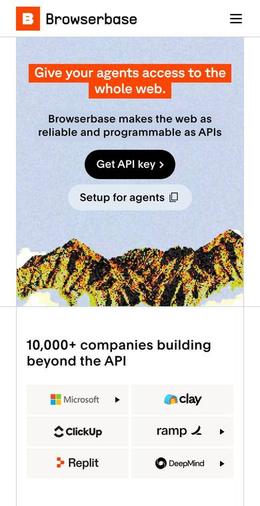 B Browserbase
Give your agents access to the
whole web.
Browserbase makes the web as
reliable and programmable as APIs
Get API key
Setup for agents
10,000+ companies building
beyond the API
Microsoft
clay
ClickUp
ramp
Replit
DeepMind